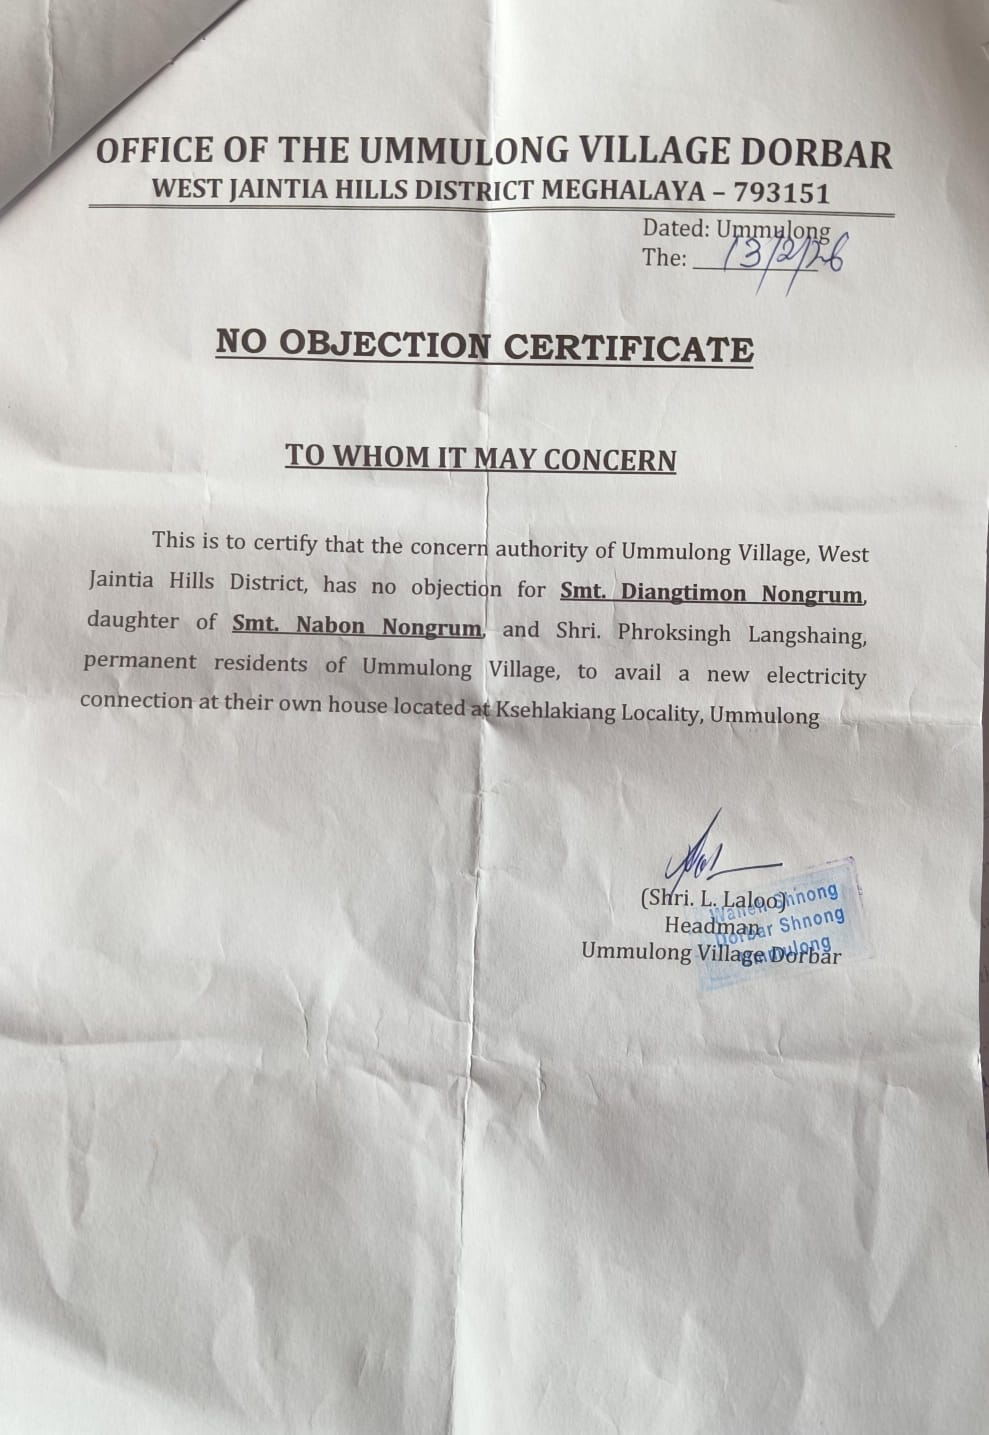 OFFICE OF THE UMMULONG VILLAGE DORBAR
WEST JAINTIA HILLS DISTRICT MEGHALAYA – 793151
Dated: Ummulong
The: 13/2/26
NO OBJECTION CERTIFICATE
TO WHOM IT MAY CONCERN
This is to certify that the concern authority of Ummulong Village, West
Jaintia Hills District, has no objection for Smt. Diangtimon Nongrum,
daughter of Smt. Nabon Nongrum, and Shri. Phroksingh Langshaing,
permanent residents of Ummulong Village, to avail a new electricity
connection at their own house located at Ksehlakiang Locality, Ummulong
(Shri. L. Laloo)
Headman
Ummulong Village Dorbar
Shnong
Dorbar Shnong
Ummulong